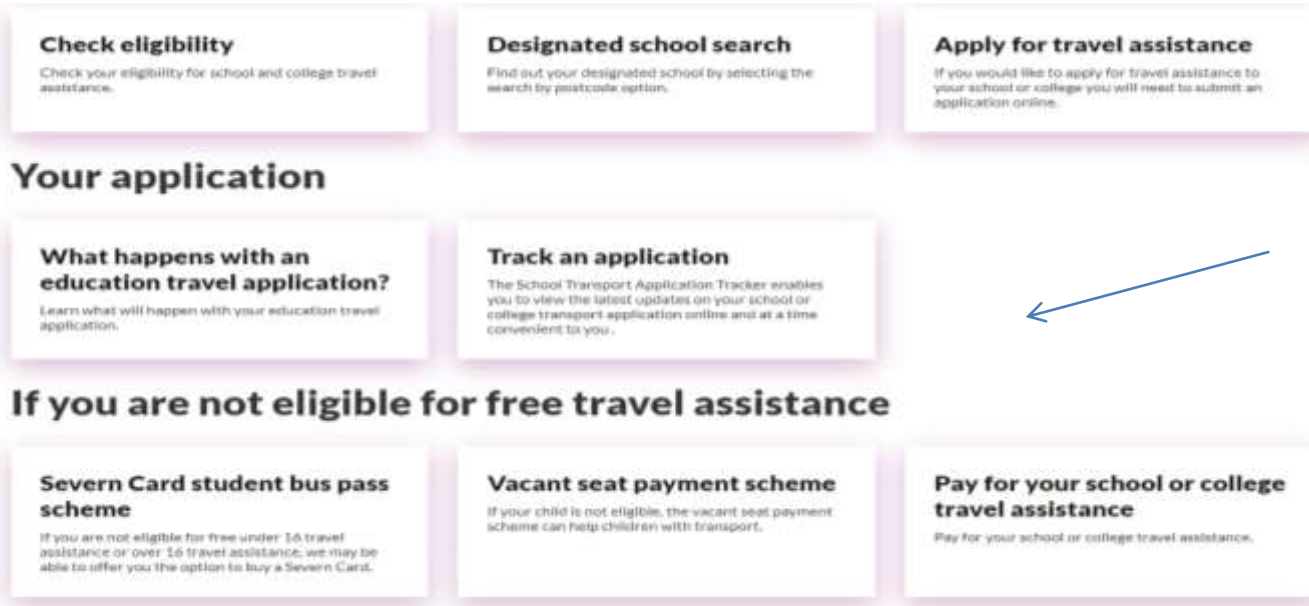 Check eligibility
Check your eligibility for school and college travel
assistance.
Designated school search
Find out your designated school by selecting the
search by postcode option.
Apply for travel assistance
If you would like to apply for travel assistance to
your school or college you will need to submit an
application online.
Your application
What happens with an
education travel application?
Learn what will happen with your education travel
application.
Track an application
The School Transport Application Tracker enables
you to view the latest updates on your school or
college transport application online and at a time
convenient to you.
If you are not eligible for free travel assistance
Severn Card student bus pass
scheme
If you are not eligible for free under 16 travel
assistance or over 16 travel assistance, we may be
able to offer you the option to buy a Severn Card.
Vacant seat payment scheme
If your child is not eligible, the vacant seat payment
scheme can help children with transport.
Pay for your school or college
travel assistance
Pay for your school or college travel assistance.